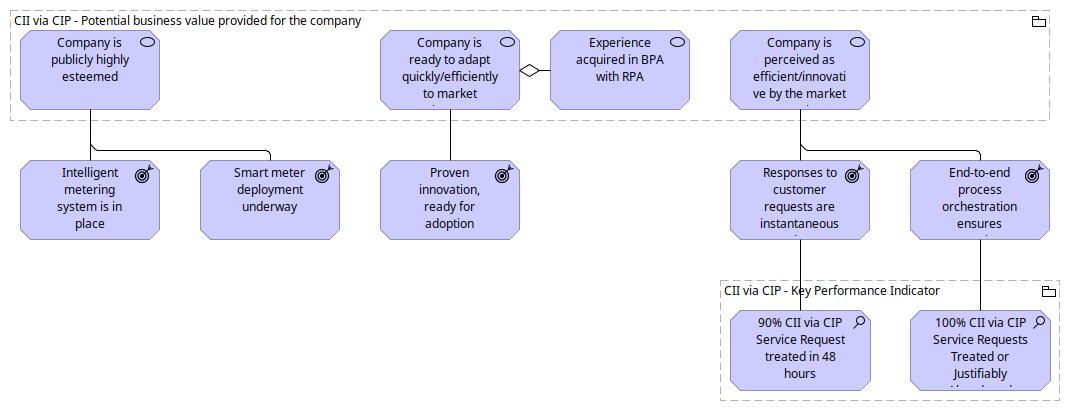 CII via CIP - Potential business value provided for the company
Company is
publicly highly
esteemed
Company is
ready to adapt
quickly/efficiently
to market
Experience
acquired in BPA
with RPA
Company is
perceived as
efficient/innovati
ve by the market
Intelligent
metering
system is in
place
Smart meter
deployment
underway
Proven
innovation,
ready for
adoption
Responses to
customer
requests are
instantaneous
End-to-end
process
orchestration
ensures
CII via CIP - Key Performance Indicator
90% CII via CIP
Service Request
treated in 48
hours
100% CII via CIP
Service Requests
Treated or
Justifiably